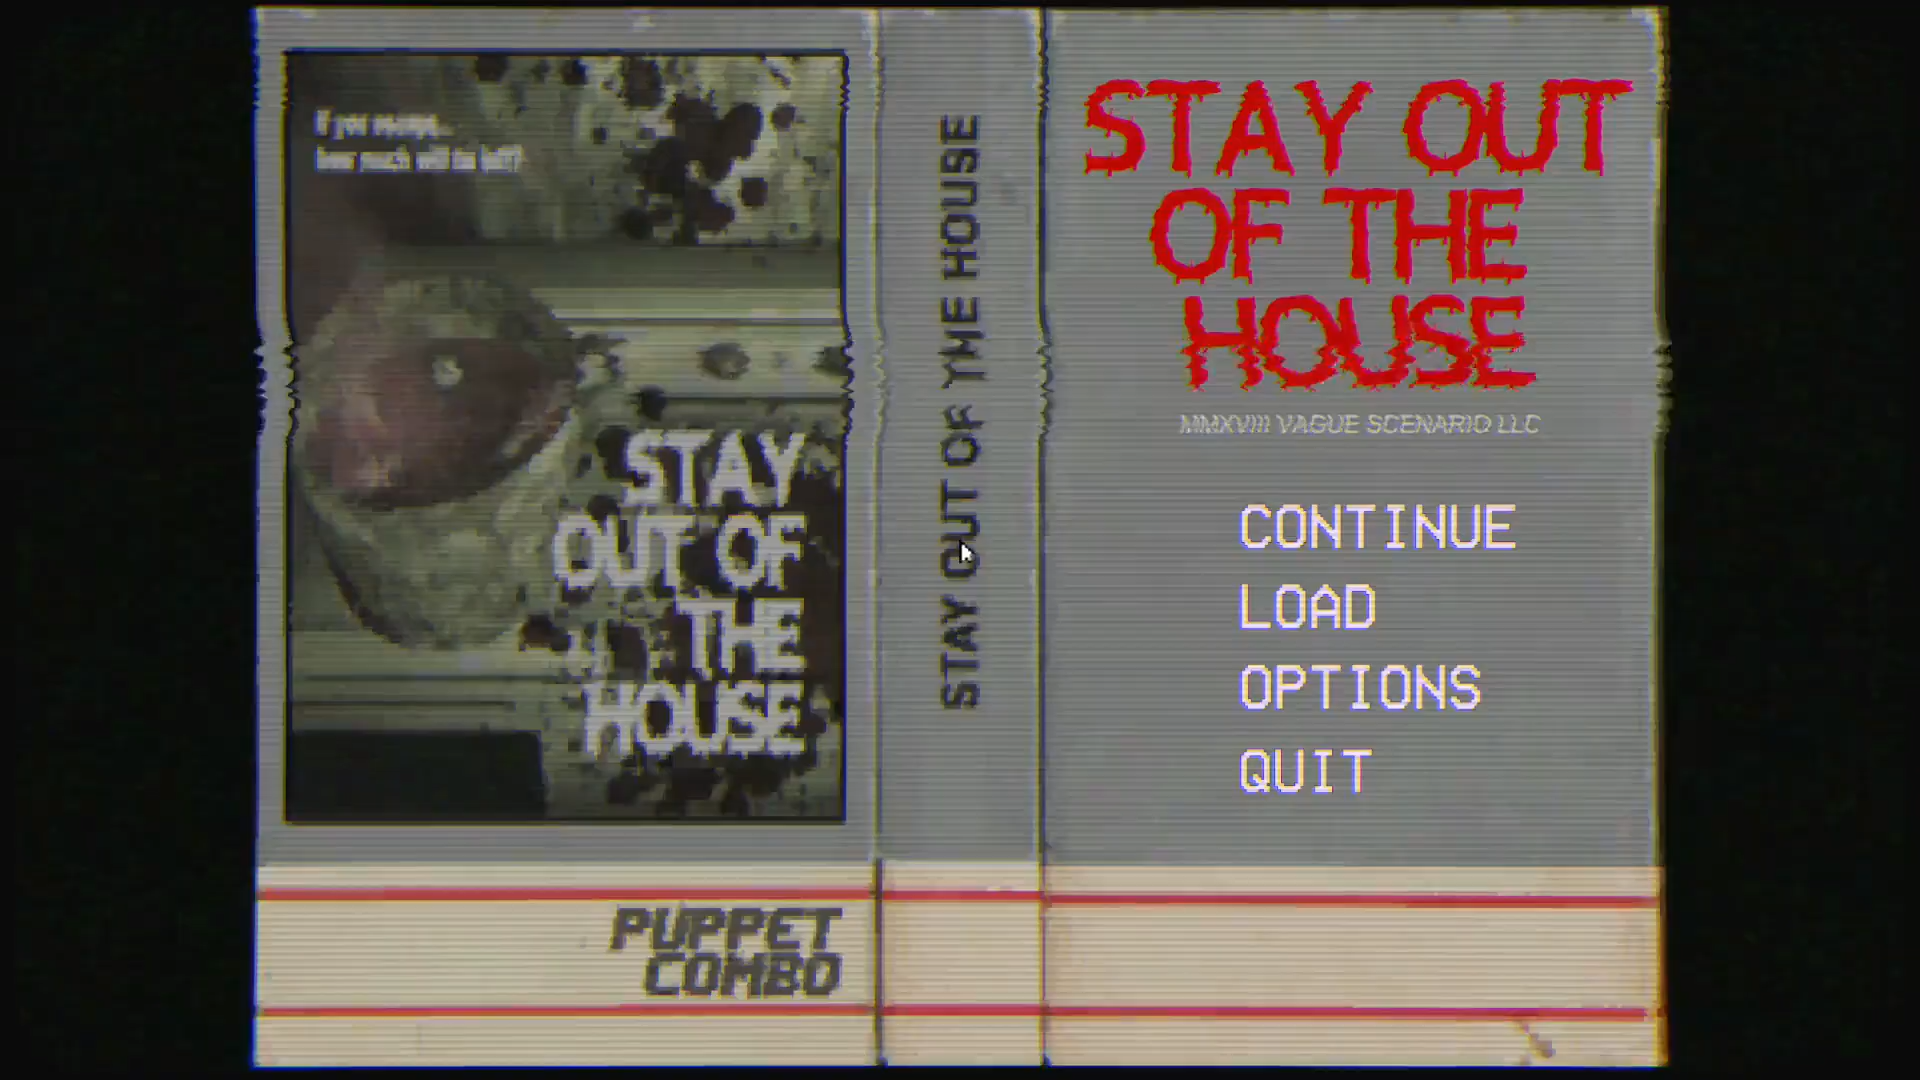 If you escape...
how much will be left?
STAY
OUT OF
THE
HOUSE
PUPPET
COMBO
STAY OUT OF THE HOUSE
STAY OUT
OF THE
HOUSE
MMXVIII VAGUE SCENARIO LLC
CONTINUE
LOAD
OPTIONS
QUIT